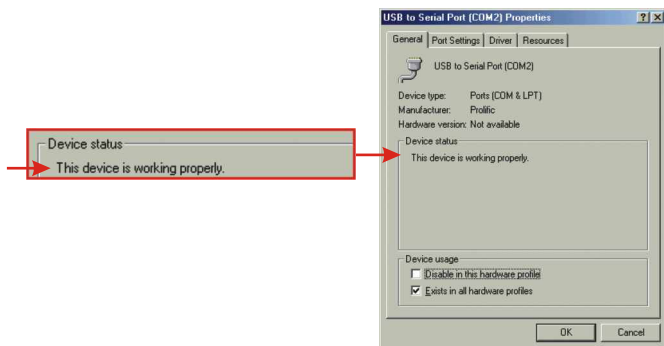 Device status
This device is working properly.
USB to Serial Port (COM2) Properties
General Port Settings Driver Resources
USB to Serial Port (COM2)
Device type: Ports (COM & LPT)
Manufacturer: Prolific
Hardware version: Not available
Device status
This device is working properly.
Device usage
Disable in this hardware profile
Exists in all hardware profiles
OK Cancel